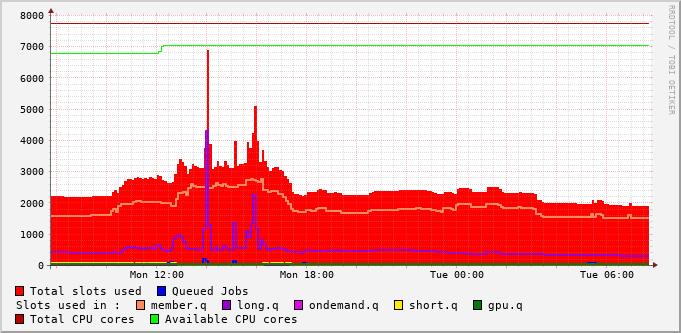 8000
7000
6000
5000
4000
3000
2000
1000
0
Mon 12:00 Mon 18:00 Tue 00:00 Tue 06:00
RRDTOOL / TOBI OETIKER
Total slots used Queued Jobs
Slots used in : member.q long.q ondemand.q short.q gpu.q
Total CPU cores Available CPU cores